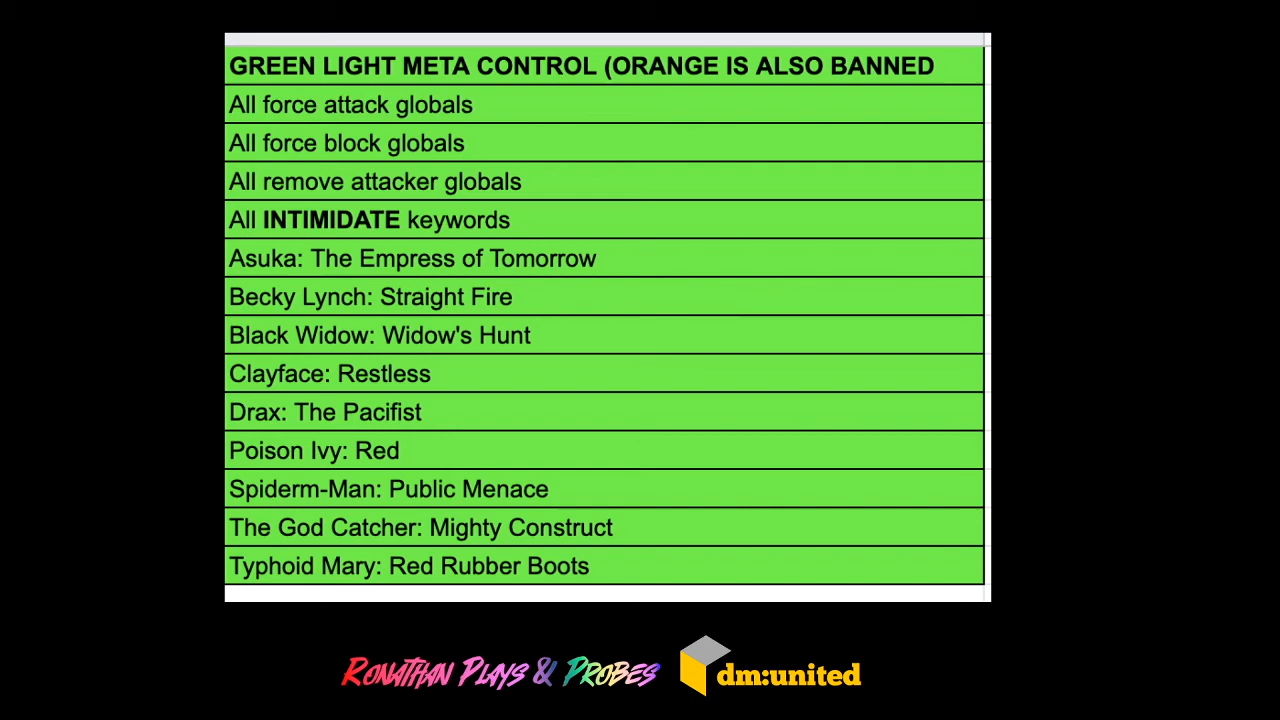 GREEN LIGHT META CONTROL (ORANGE IS ALSO BANNED
All force attack globals
All force block globals
All remove attacker globals
All INTIMIDATE keywords
Asuka: The Empress of Tomorrow
Becky Lynch: Straight Fire
Black Widow: Widow's Hunt
Clayface: Restless
Drax: The Pacifist
Poison Ivy: Red
Spiderm-Man: Public Menace
The God Catcher: Mighty Construct
Typhoid Mary: Red Rubber Boots
RONATHAN PLAYS & PROBES
dm:united